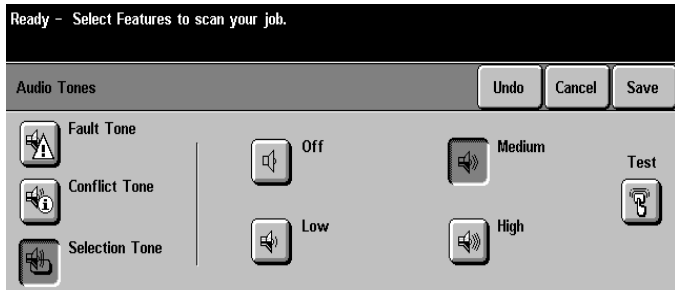 Ready - Select Features to scan your job.
Audio Tones
Undo
Cancel
Save
Fault Tone
Conflict Tone
Selection Tone
Off
Low
Medium
High
Test